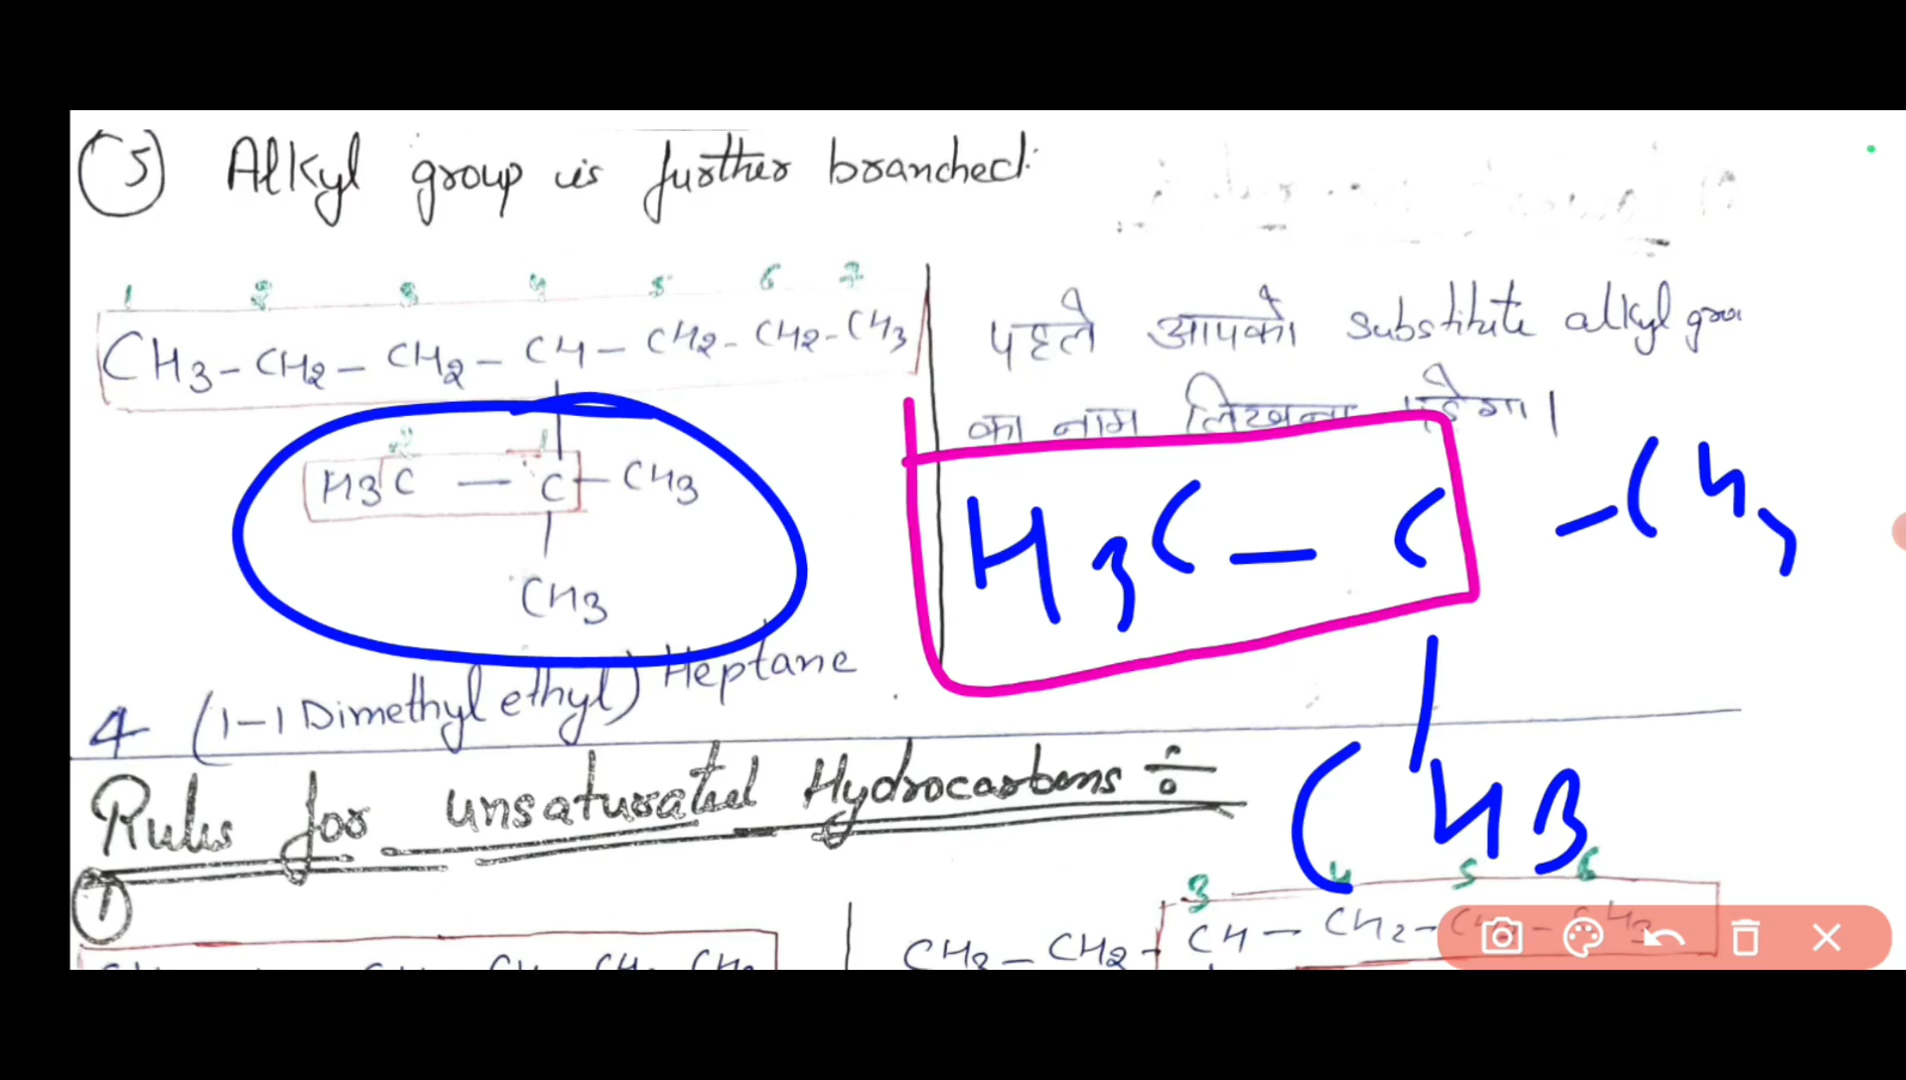 (5) Alkyl group is further branched:
1 2 3 4 5 6 7
CH3-CH2-CH2-CH-CH2-CH2-CH3
पहले आपको substitute alkyl
का नाम लिखना पड़ेगा।
2 1
H3C — C — CH3
CH3
H3C - C - CH3
CH3
4 (1-1 Dimethyl ethyl) Heptane
Rules for unsaturated Hydrocarbons ÷
(1)
3 4 5 6
CH3-CH2-CH-CH2-